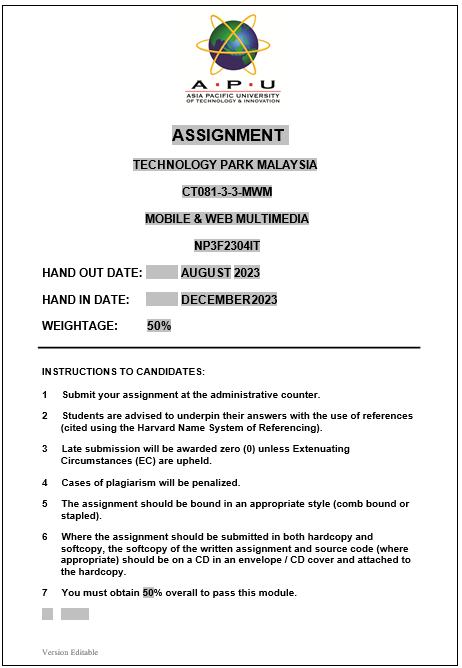 A • P • U
ASIA PACIFIC UNIVERSITY
OF TECHNOLOGY & INNOVATION
ASSIGNMENT
TECHNOLOGY PARK MALAYSIA
CT081-3-3-MWM
MOBILE & WEB MULTIMEDIA
NP3F2304IT
HAND OUT DATE: AUGUST 2023
HAND IN DATE: DECEMBER2023
WEIGHTAGE: 50%
INSTRUCTIONS TO CANDIDATES:
1 Submit your assignment at the administrative counter.
2 Students are advised to underpin their answers with the use of references
(cited using the Harvard Name System of Referencing).
3 Late submission will be awarded zero (0) unless Extenuating
Circumstances (EC) are upheld.
4 Cases of plagiarism will be penalized.
5 The assignment should be bound in an appropriate style (comb bound or
stapled).
6 Where the assignment should be submitted in both hardcopy and
softcopy, the softcopy of the written assignment and source code (where
appropriate) should be on a CD in an envelope / CD cover and attached to
the hardcopy.
7 You must obtain 50% overall to pass this module.
Version Editable